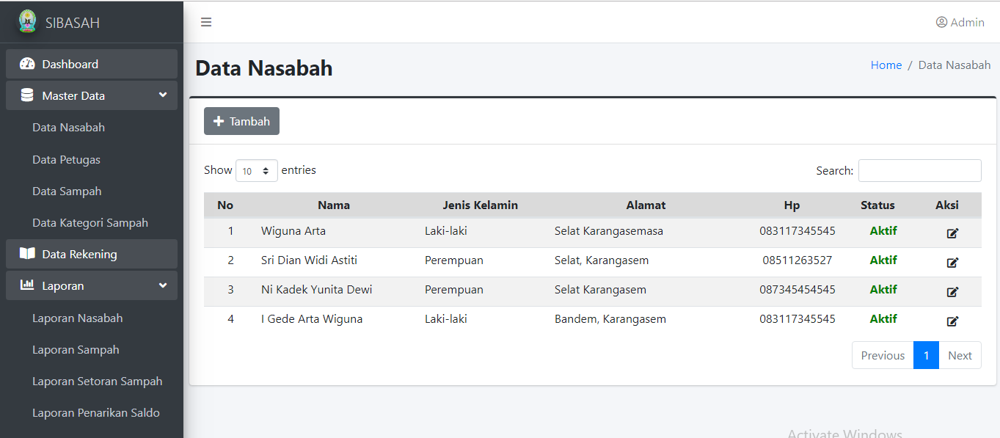 SIBASAH
Admin
Dashboard
Master Data
Data Nasabah
Data Petugas
Data Sampah
Data Kategori Sampah
Data Rekening
Laporan
Laporan Nasabah
Laporan Sampah
Laporan Setoran Sampah
Laporan Penarikan Saldo
Data Nasabah
Home / Data Nasabah
Tambah
Show 10 entries
Search:
No Nama Jenis Kelamin Alamat Hp Status Aksi
1 Wiguna Arta Laki-laki Selat Karangasemasa 083117345545 Aktif
2 Sri Dian Widi Astiti Perempuan Selat, Karangasem 08511263527 Aktif
3 Ni Kadek Yunita Dewi Perempuan Selat Karangasem 087345454545 Aktif
4 I Gede Arta Wiguna Laki-laki Bandem, Karangasem 083117345545 Aktif
Previous 1 Next
Activate Windows